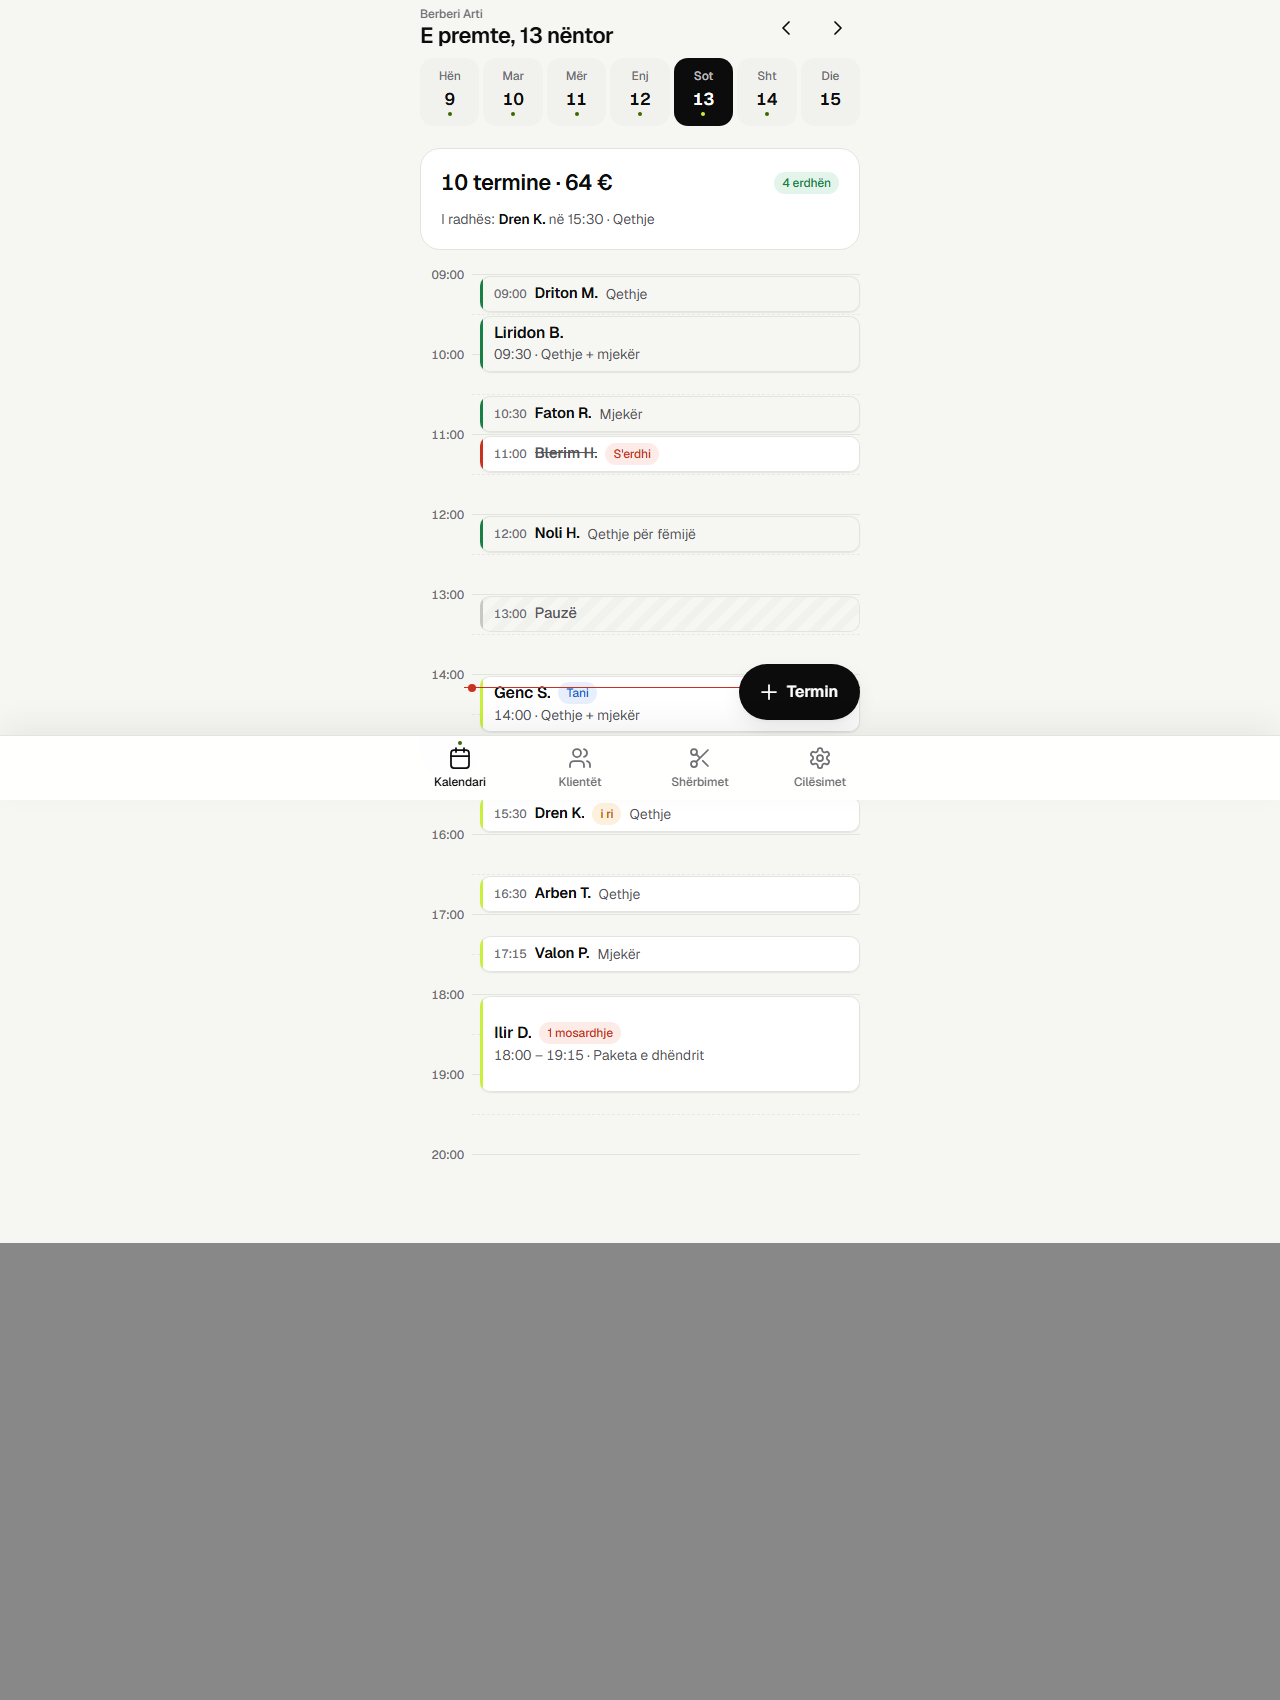 Berberi Arti
E premte, 13 nëntor
Hën Mar Mër Enj Sot Sht Die
9 10 11 12 13 14 15
10 termine · 64 €
4 erdhën
I radhës: Dren K. në 15:30 · Qethje
09:00
09:00 Driton M. Qethje
Liridon B.
09:30 · Qethje + mjekër
10:00
10:30 Faton R. Mjekër
11:00
11:00 Blerim H. S'erdhi
12:00
12:00 Noli H. Qethje për fëmijë
13:00
13:00 Pauzë
14:00
Genc S. Tani
14:00 · Qethje + mjekër
Termin
Kalendari Klientët Shërbimet Cilësimet
15:30 Dren K. i ri Qethje
16:00
16:30 Arben T. Qethje
17:00
17:15 Valon P. Mjekër
18:00
Ilir D. 1 mosardhje
18:00 – 19:15 · Paketa e dhëndrit
19:00
20:00